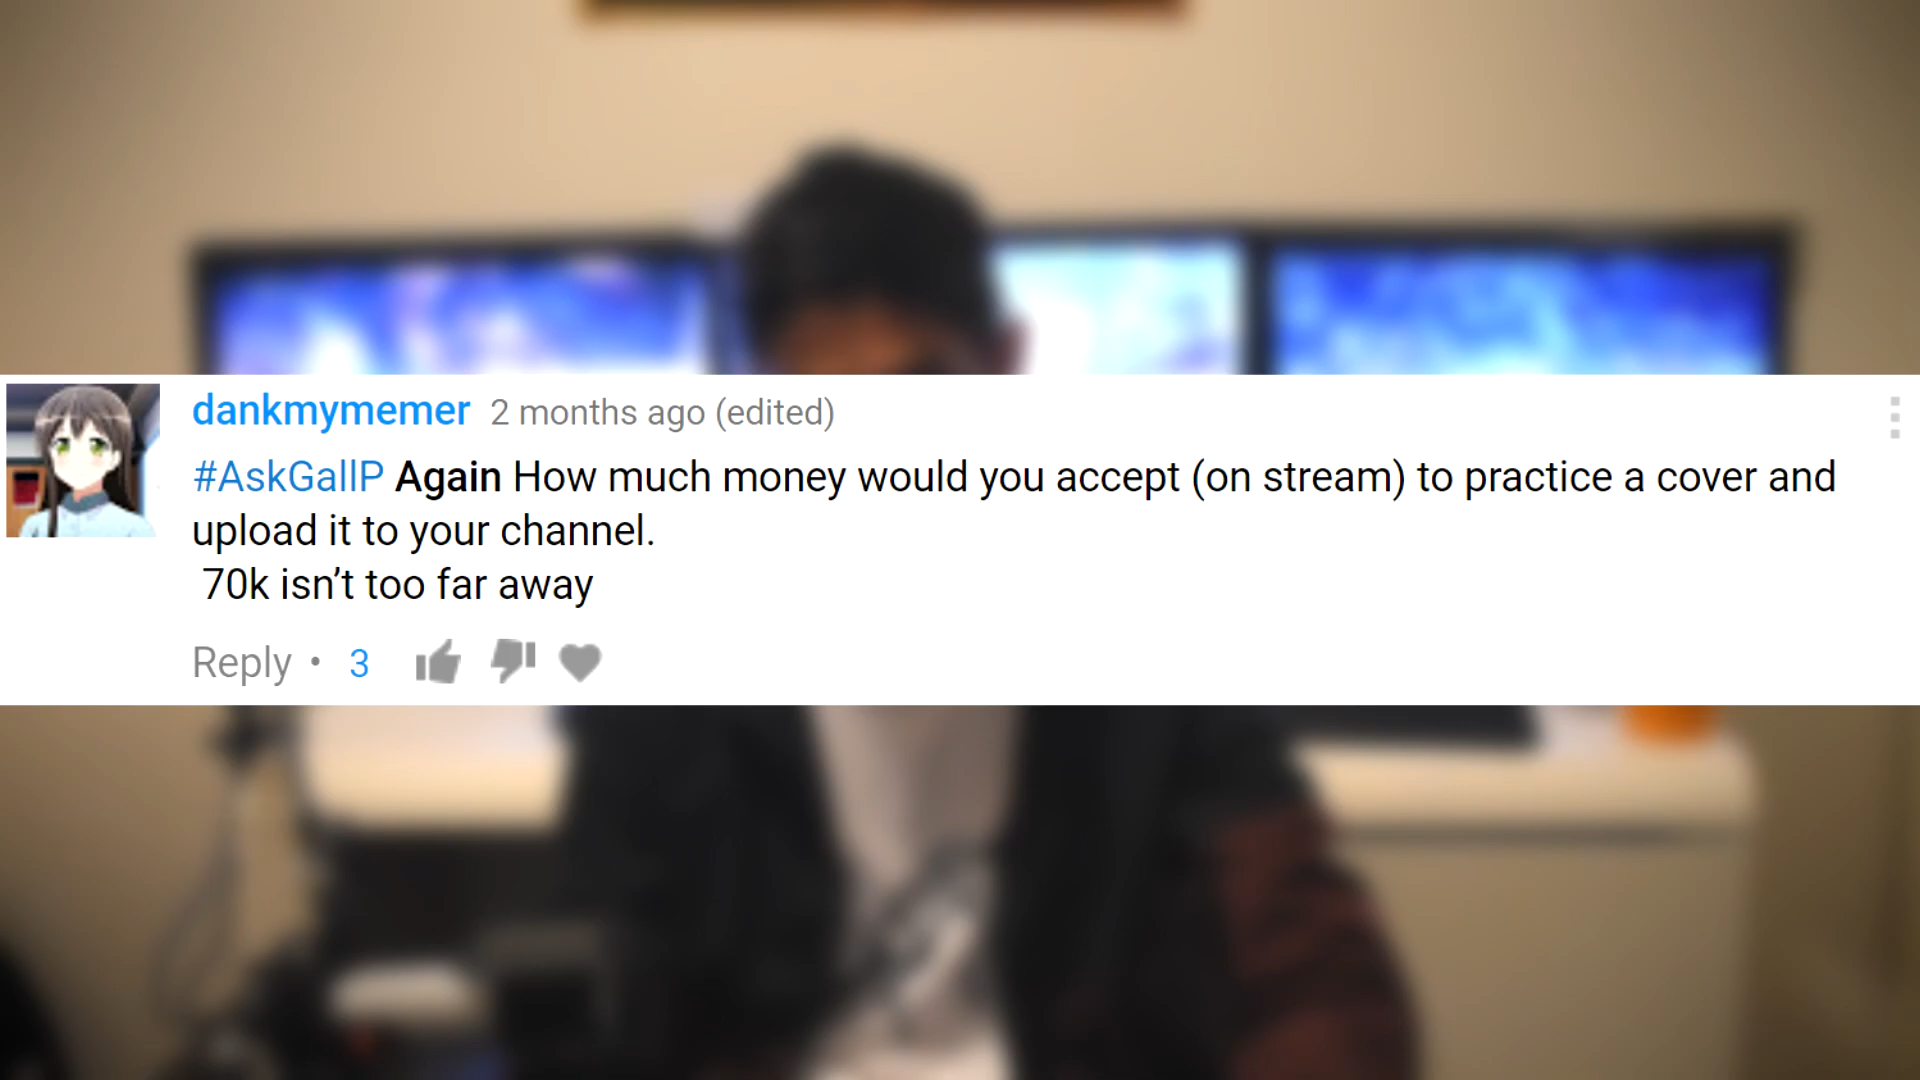 dankmymemer 2 months ago (edited)
#AskGallP Again How much money would you accept (on stream) to practice a cover and
upload it to your channel.
70k isn’t too far away
Reply • 3